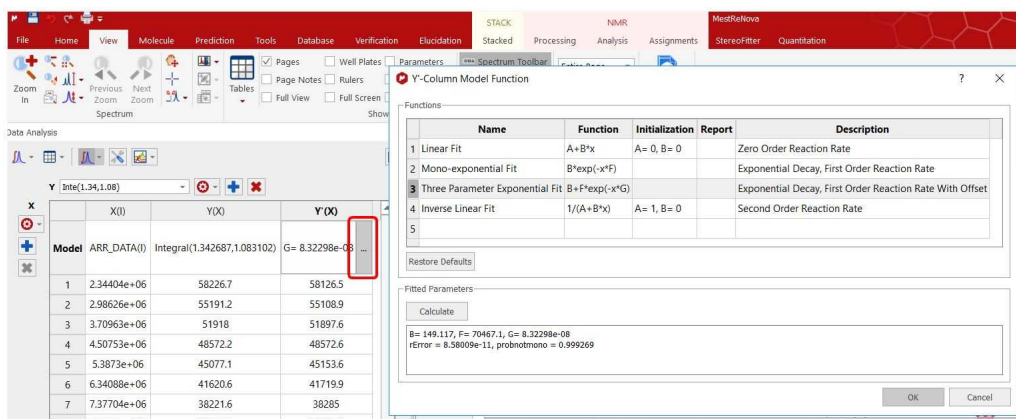 STACK NMR MestReNova
File Home View Molecule Prediction Tools Database Verification Elucidation Stacked Processing Analysis Assignments StereoFitter Quantitation
Pages Well Plates Parameters Spectrum Toolbar
Page Notes Rulers
Full View Full Screen
Zoom In
Previous Zoom
Next Zoom
Tables
Spectrum
Show
Data Analysis
Y Inte(1.34,1.08)
X
X(I) Y(X) Y'(X)
Model ARR_DATA(I) Integral(1.342687,1.083102) G= 8.32298e-08 ...
1 2.34404e+06 58226.7 58126.5
2 2.98626e+06 55191.2 55108.9
3 3.70963e+06 51918 51897.6
4 4.50753e+06 48572.2 48572.6
5 5.3873e+06 45077.1 45153.6
6 6.34088e+06 41620.6 41719.9
7 7.37704e+06 38221.6 38285
Y'-Column Model Function ? ×
Functions
Name Function Initialization Report Description
1 Linear Fit A+B*x A= 0, B= 0 Zero Order Reaction Rate
2 Mono-exponential Fit B*exp(-x*F) Exponential Decay, First Order Reaction Rate
3 Three Parameter Exponential Fit B+F*exp(-x*G) Exponential Decay, First Order Reaction Rate With Offset
4 Inverse Linear Fit 1/(A+B*x) A= 1, B= 0 Second Order Reaction Rate
5
Restore Defaults
Fitted Parameters
Calculate
B= 149.117, F= 70467.1, G= 8.32298e-08
rError = 8.58009e-11, probnotmono = 0.999269
OK Cancel